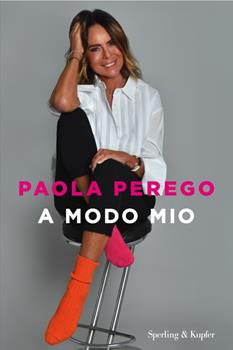 PAOLA PEREGO
A MODO MIO
Sperling & Kupfer